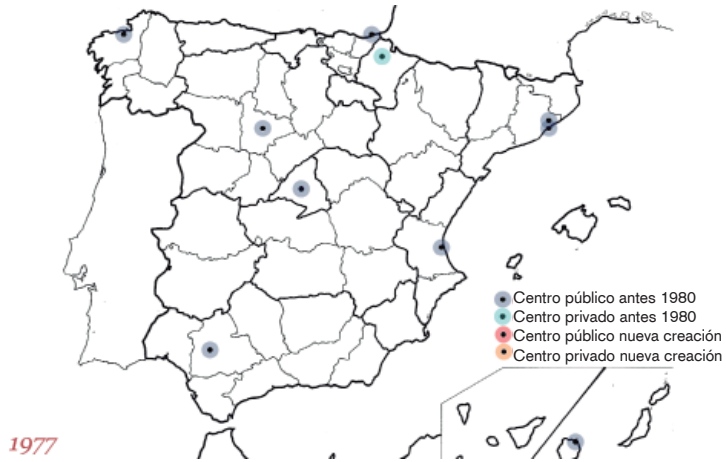 Centro público antes 1980
Centro privado antes 1980
Centro público nueva creación
Centro privado nueva creación
1977